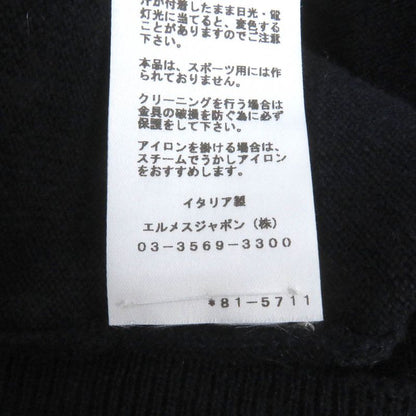 汗が付着したまま日光・電
灯光に当てると、変色する
ことがありますのでご注意
下さい。
本品は、スポーツ用には作
られておりません。
クリーニングを行う場合は
金具の破損を防ぐ為に必ず
保護をして下さい。
アイロンを掛ける場合は、
スチームでうかしアイロン
をおすすめします。
イタリア製
エルメスジャポン（株）
03-3569-3300
*81-5711